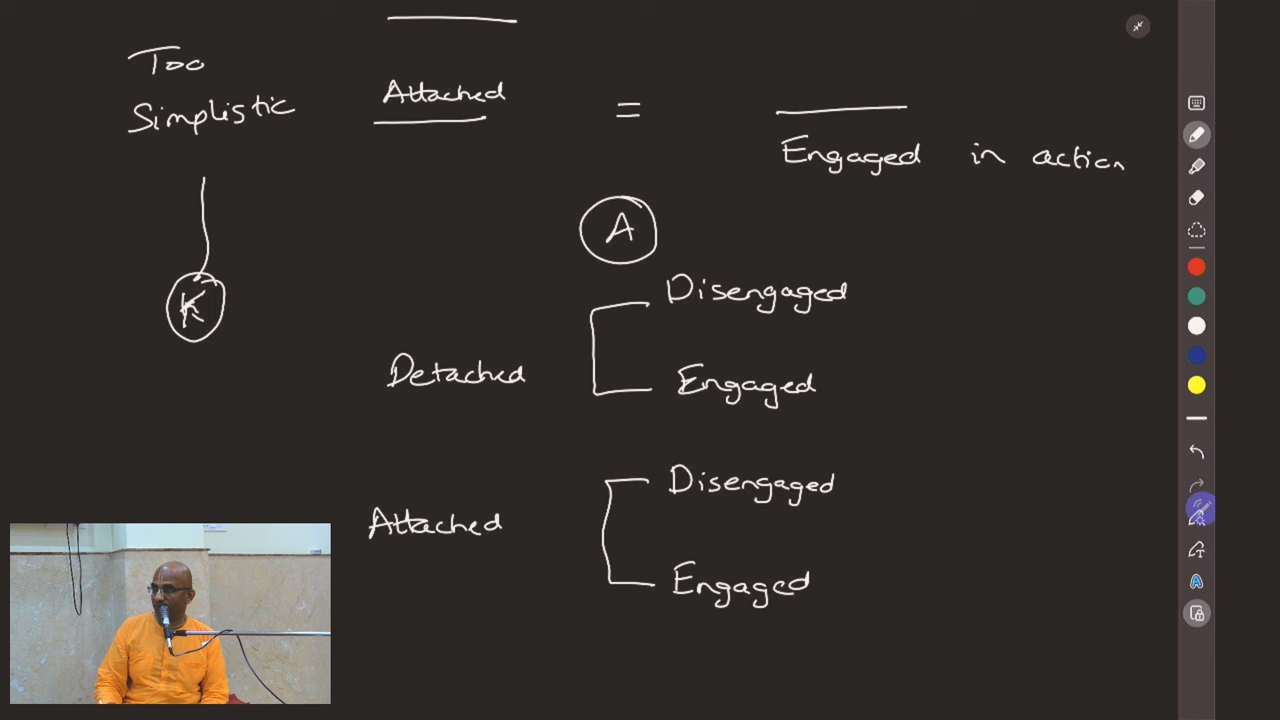 Too
Simplistic
Attached
=
Engaged in action
K
A
Detached
Disengaged
Engaged
Attached
Disengaged
Engaged